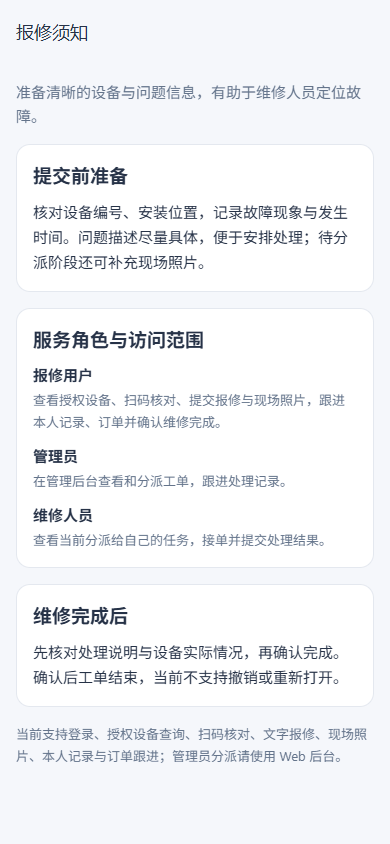 报修须知
准备清晰的设备与问题信息，有助于维修人员定位故
障。
提交前准备
核对设备编号、安装位置，记录故障现象与发生
时间。问题描述尽量具体，便于安排处理；待分
派阶段还可补充现场照片。
服务角色与访问范围
报修用户
查看授权设备、扫码核对、提交报修与现场照片，跟进
本人记录、订单并确认维修完成。
管理员
在管理后台查看和分派工单，跟进处理记录。
维修人员
查看当前分派给自己的任务，接单并提交处理结果。
维修完成后
先核对处理说明与设备实际情况，再确认完成。
确认后工单结束，当前不支持撤销或重新打开。
当前支持登录、授权设备查询、扫码核对、文字报修、现场照
片、本人记录与订单跟进；管理员分派请使用 Web 后台。